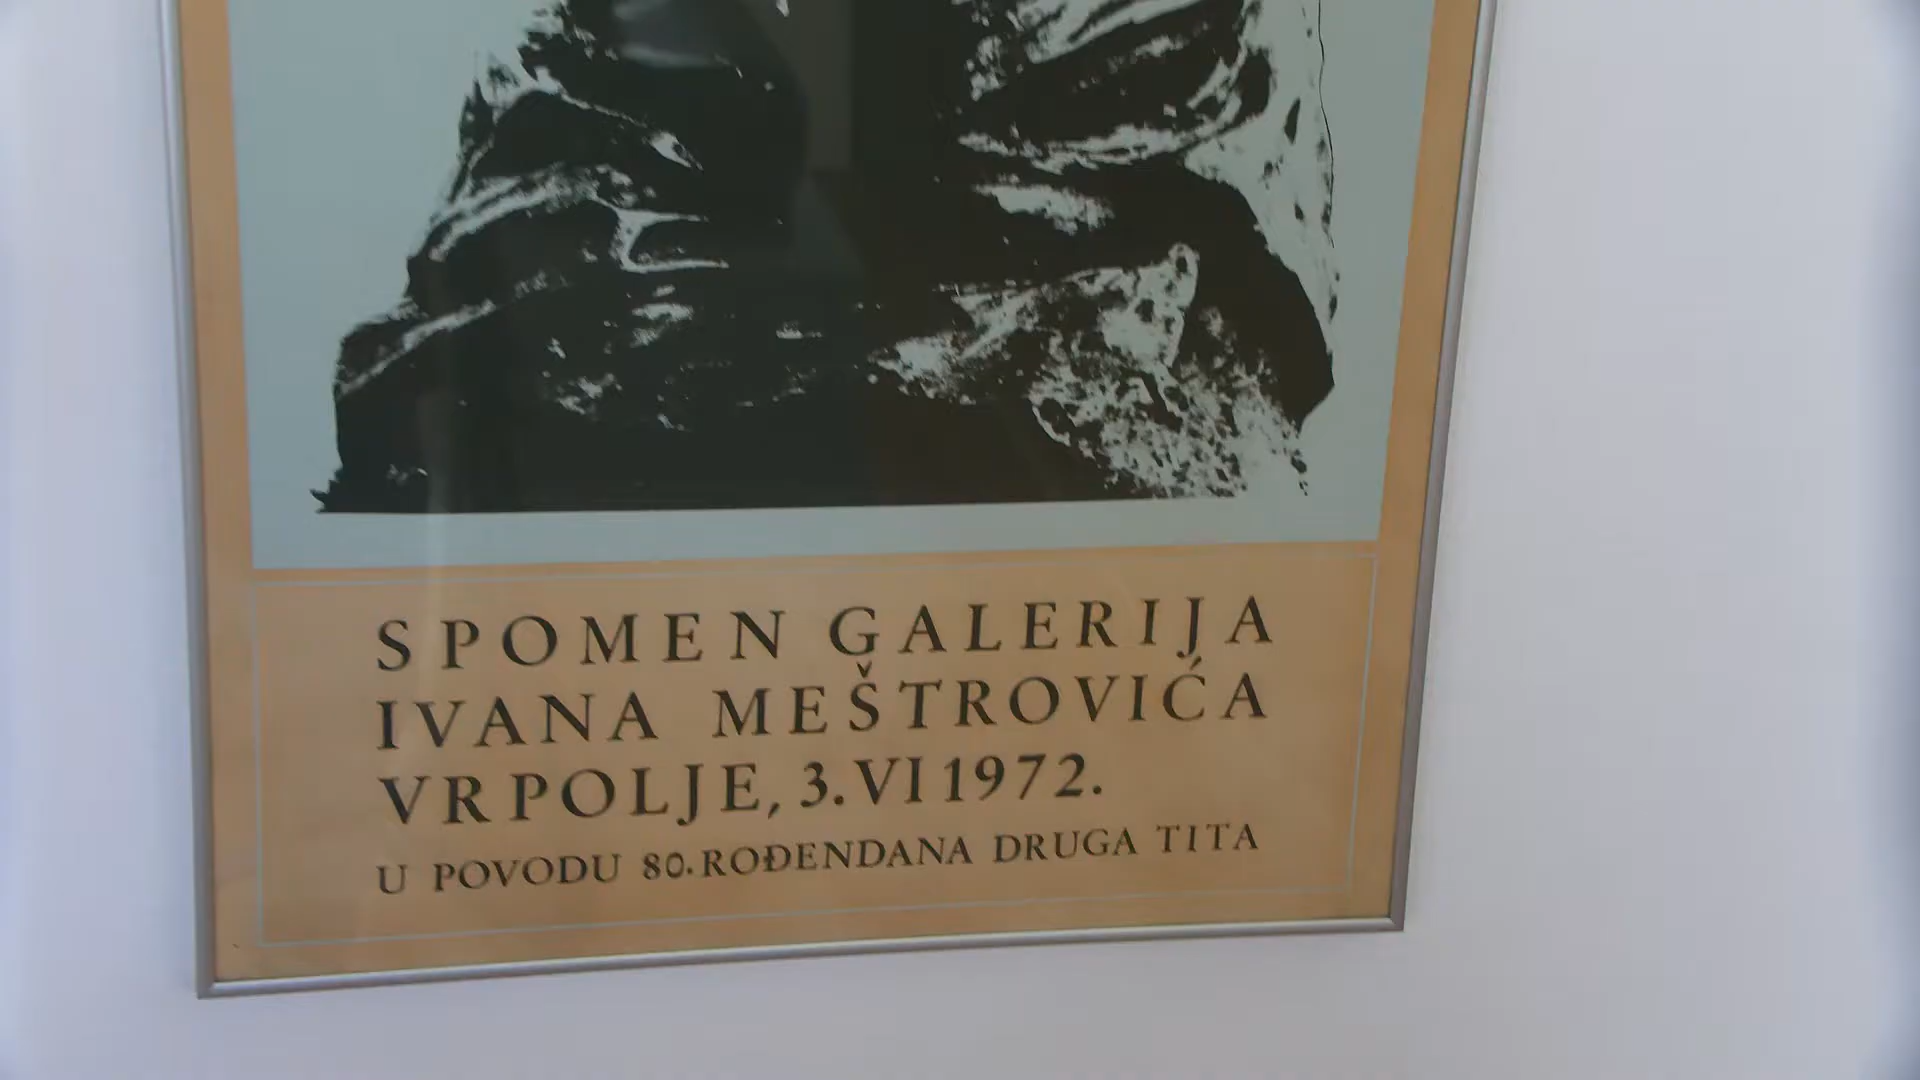 SPOMEN GALERIJA
IVANA MEŠTROVIĆA
VRPOLJE, 3. VI 1972.
U POVODU 80. ROĐENDANA DRUGA TITA